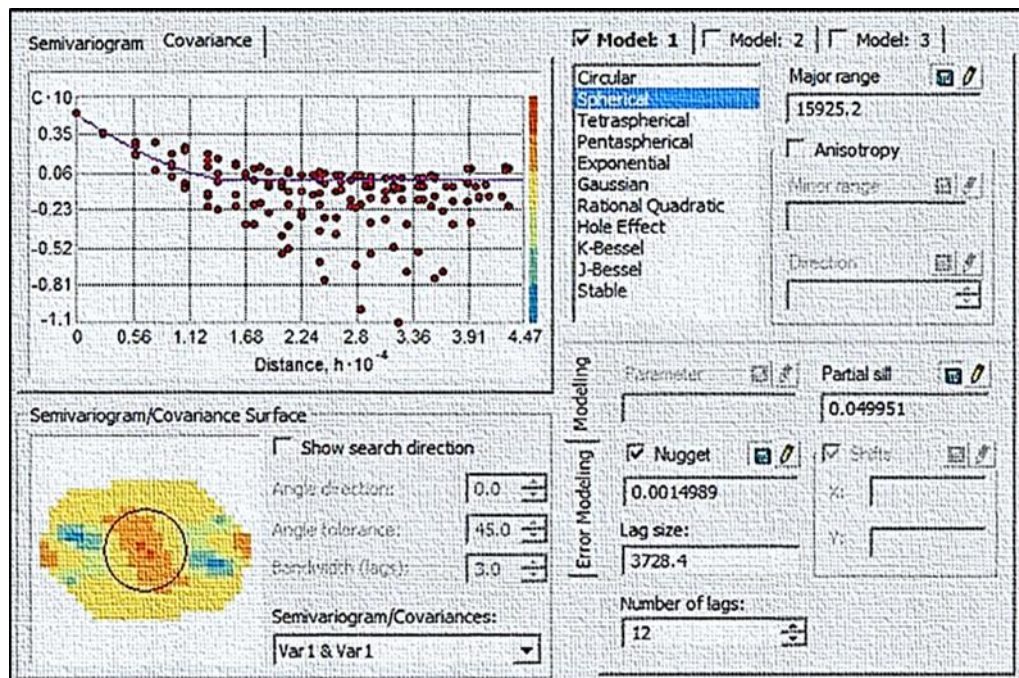 Semivariogram Covariance
C · 10
0.35
0.06
-0.23
-0.52
-0.81
-1.1
0 0.56 1.12 1.68 2.24 2.8 3.36 3.91 4.47
Distance, h · 10⁻⁴
Semivariogram/Covariance Surface
Show search direction
Angle direction: 0.0
Angle tolerance: 45.0
Bandwidth (lags): 3.0
Semivariogram/Covariances:
Var1 & Var1
Model: 1 Model: 2 Model: 3
Circular
Spherical
Tetraspherical
Pentaspherical
Exponential
Gaussian
Rational Quadratic
Hole Effect
K-Bessel
J-Bessel
Stable
Major range
15925.2
Anisotropy
Minor range
Direction
Modeling
Error Modeling
Parameter
Partial sill
0.049951
Nugget
0.0014989
Shifts
X:
Y:
Lag size:
3728.4
Number of lags:
12